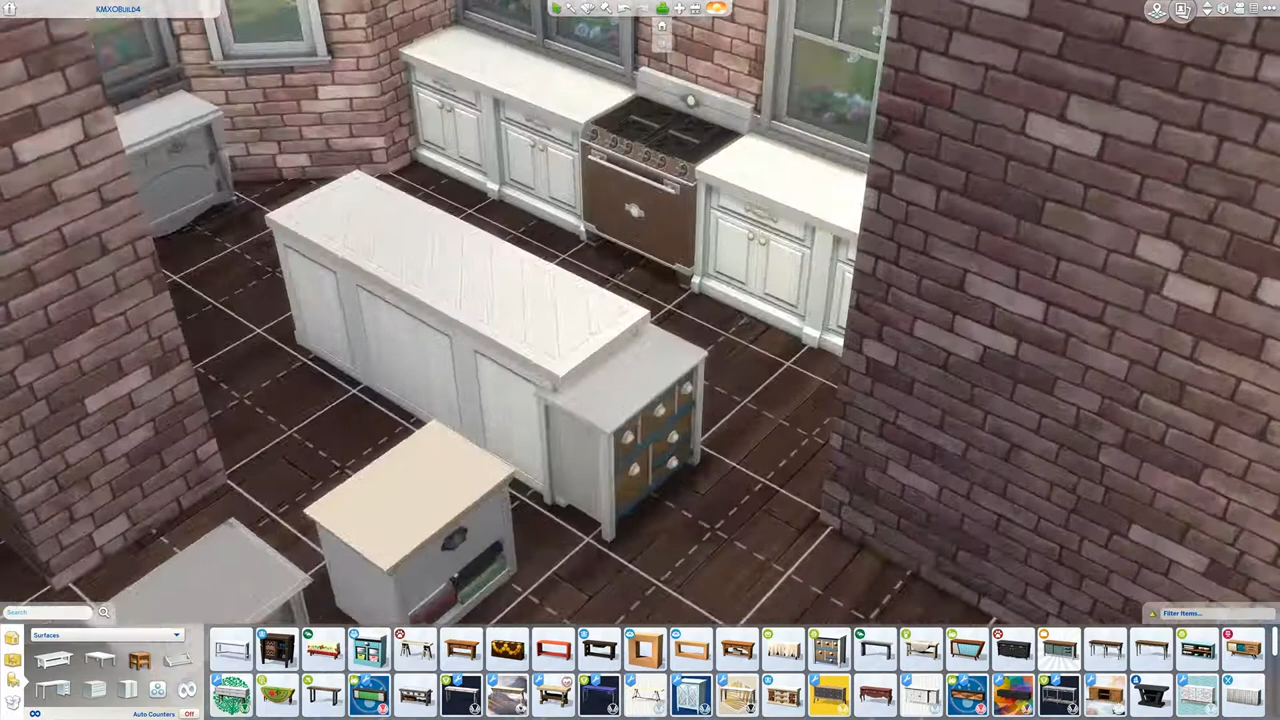 KMXOBUILD4
Search
Filter Items...
Surfaces
Auto Counters Off